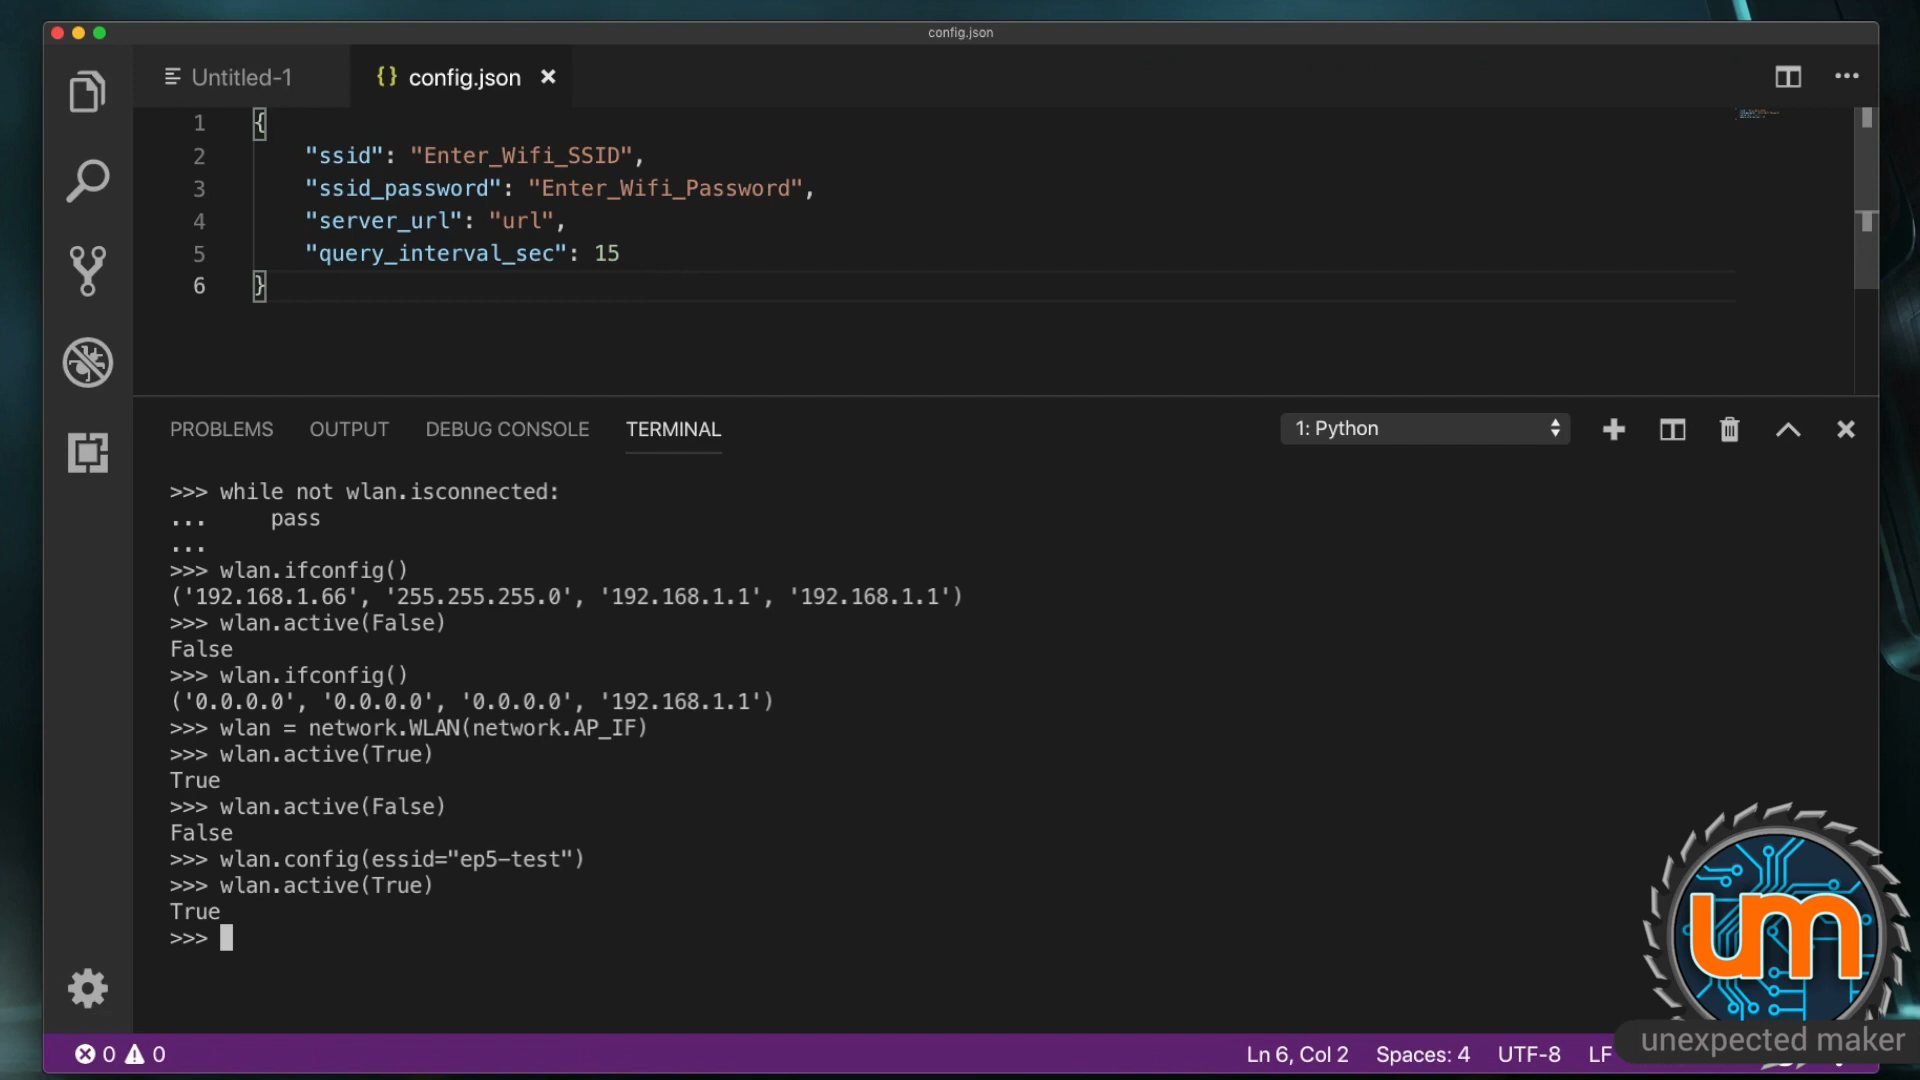 config.json
Untitled-1
{} config.json
1 {
2 "ssid": "Enter_Wifi_SSID",
3 "ssid_password": "Enter_Wifi_Password",
4 "server_url": "url",
5 "query_interval_sec": 15
6 }
PROBLEMS OUTPUT DEBUG CONSOLE TERMINAL 1: Python
>>> while not wlan.isconnected:
...     pass
...
>>> wlan.ifconfig()
('192.168.1.66', '255.255.255.0', '192.168.1.1', '192.168.1.1')
>>> wlan.active(False)
False
>>> wlan.ifconfig()
('0.0.0.0', '0.0.0.0', '0.0.0.0', '192.168.1.1')
>>> wlan = network.WLAN(network.AP_IF)
>>> wlan.active(True)
True
>>> wlan.active(False)
False
>>> wlan.config(essid="ep5-test")
>>> wlan.active(True)
True
>>>
um
unexpected maker
0 0 Ln 6, Col 2 Spaces: 4 UTF-8 LF